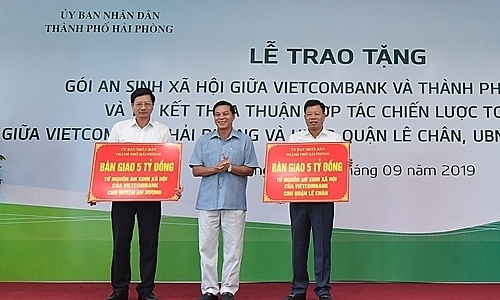 ỦY BAN NHÂN DÂN
THÀNH PHỐ HẢI PHÒNG
LỄ TRAO TẶNG
GÓI AN SINH XÃ HỘI GIỮA VIETCOMBANK VÀ THÀNH PH
VÀ KẾT THỎA THUẬN HỢP TÁC CHIẾN LƯỢC TO
GIỮA VIETCOM HẢI PHÒNG VÀ QUẬN LÊ CHÂN, UBN
09 năm 2019
ỦY BAN NHÂN DÂN
THÀNH PHỐ HẢI PHÒNG
BÀN GIAO 5 TỶ ĐỒNG
TỪ NGUỒN AN SINH XÃ HỘI
CỦA VIETCOMBANK
CHO HUYỆN AN DƯƠNG
ỦY BAN NHÂN DÂN
THÀNH PHỐ HẢI PHÒNG
BÀN GIAO 5 TỶ ĐỒNG
TỪ NGUỒN AN SINH XÃ HỘI
CỦA VIETCOMBANK
CHO QUẬN LÊ CHÂN